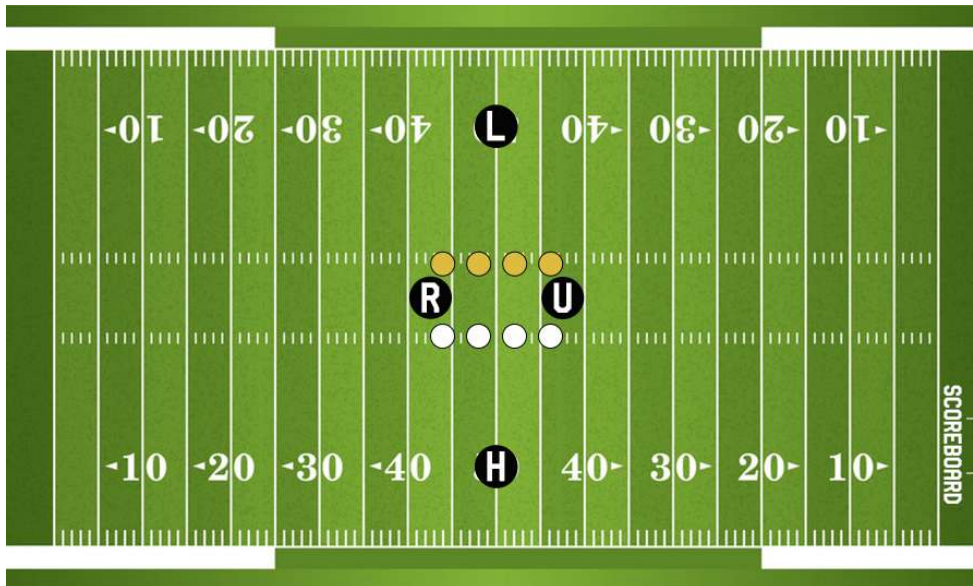 ◂10 ◂20 ◂30 ◂40 L 40▸ 30▸ 20▸ 10▸
R U
◂10 ◂20 ◂30 ◂40 H 40▸ 30▸ 20▸ 10▸
SCOREBOARD